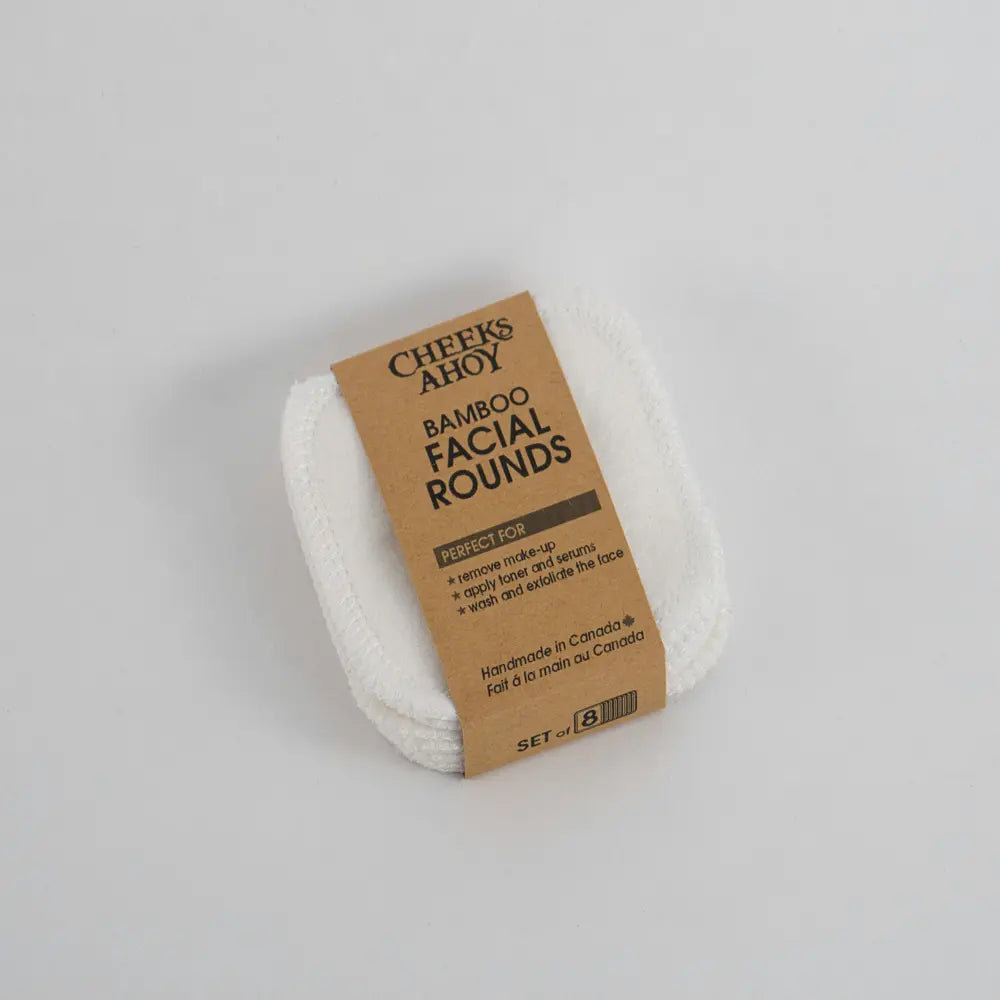 CHEEKS
AHOY
BAMBOO
FACIAL
ROUNDS
PERFECT FOR
★ remove make-up
★ apply toner and serums
★ wash and exfoliate the face
Handmade in Canada
Fait á la main au Canada
SET of 8